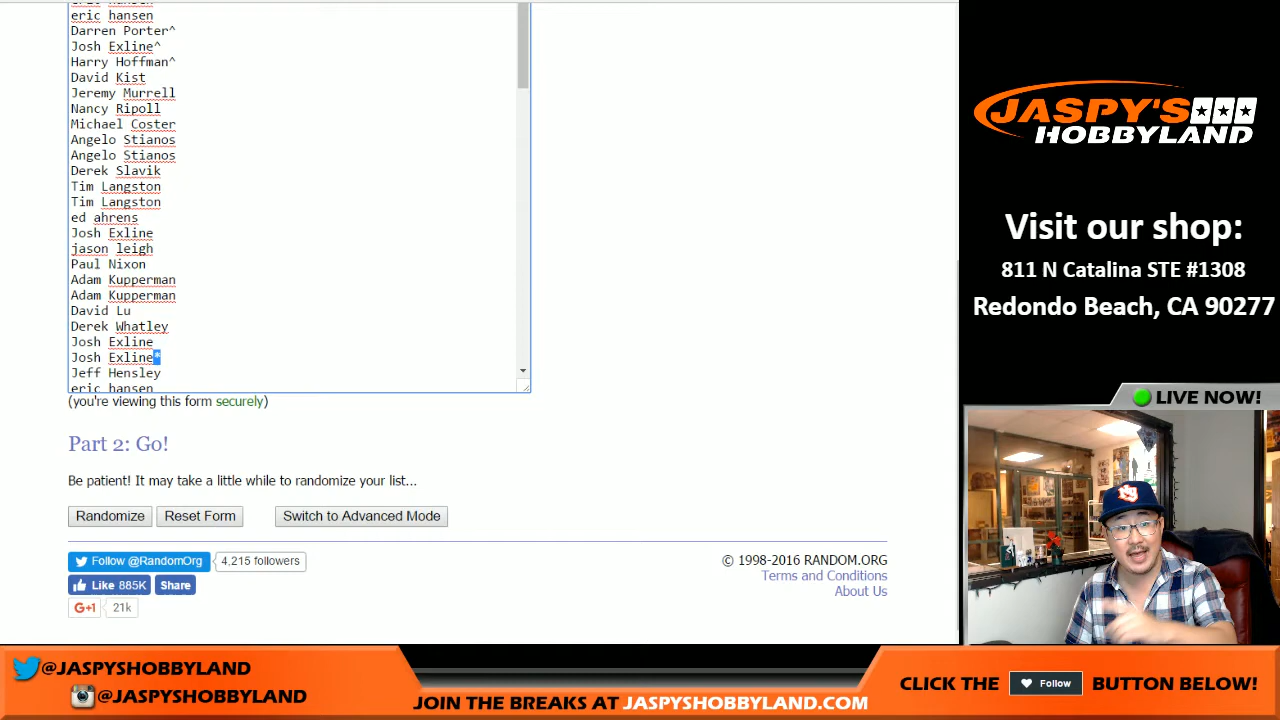 eric hansen
Darren Porter^
Josh Exline^
Harry Hoffman^
David Kist
Jeremy Murrell
Nancy Ripoll
Michael Coster
Angelo Stianos
Angelo Stianos
Derek Slavik
Tim Langston
Tim Langston
ed ahrens
Josh Exline
jason leigh
Paul Nixon
Adam Kupperman
Adam Kupperman
David Lu
Derek Whatley
Josh Exline
Josh Exline*
Jeff Hensley
eric hansen
(you're viewing this form securely)
Part 2: Go!
Be patient! It may take a little while to randomize your list...
Randomize Reset Form Switch to Advanced Mode
Follow @RandomOrg 4,215 followers
Like 885K Share
G+1 21k
© 1998-2016 RANDOM.ORG
Terms and Conditions
About Us
JASPY'S
HOBBYLAND
Visit our shop:
811 N Catalina STE #1308
Redondo Beach, CA 90277
LIVE NOW!
@JASPYSHOBBYLAND
@JASPYSHOBBYLAND
JOIN THE BREAKS AT JASPYSHOBBYLAND.COM
CLICK THE Follow BUTTON BELOW!